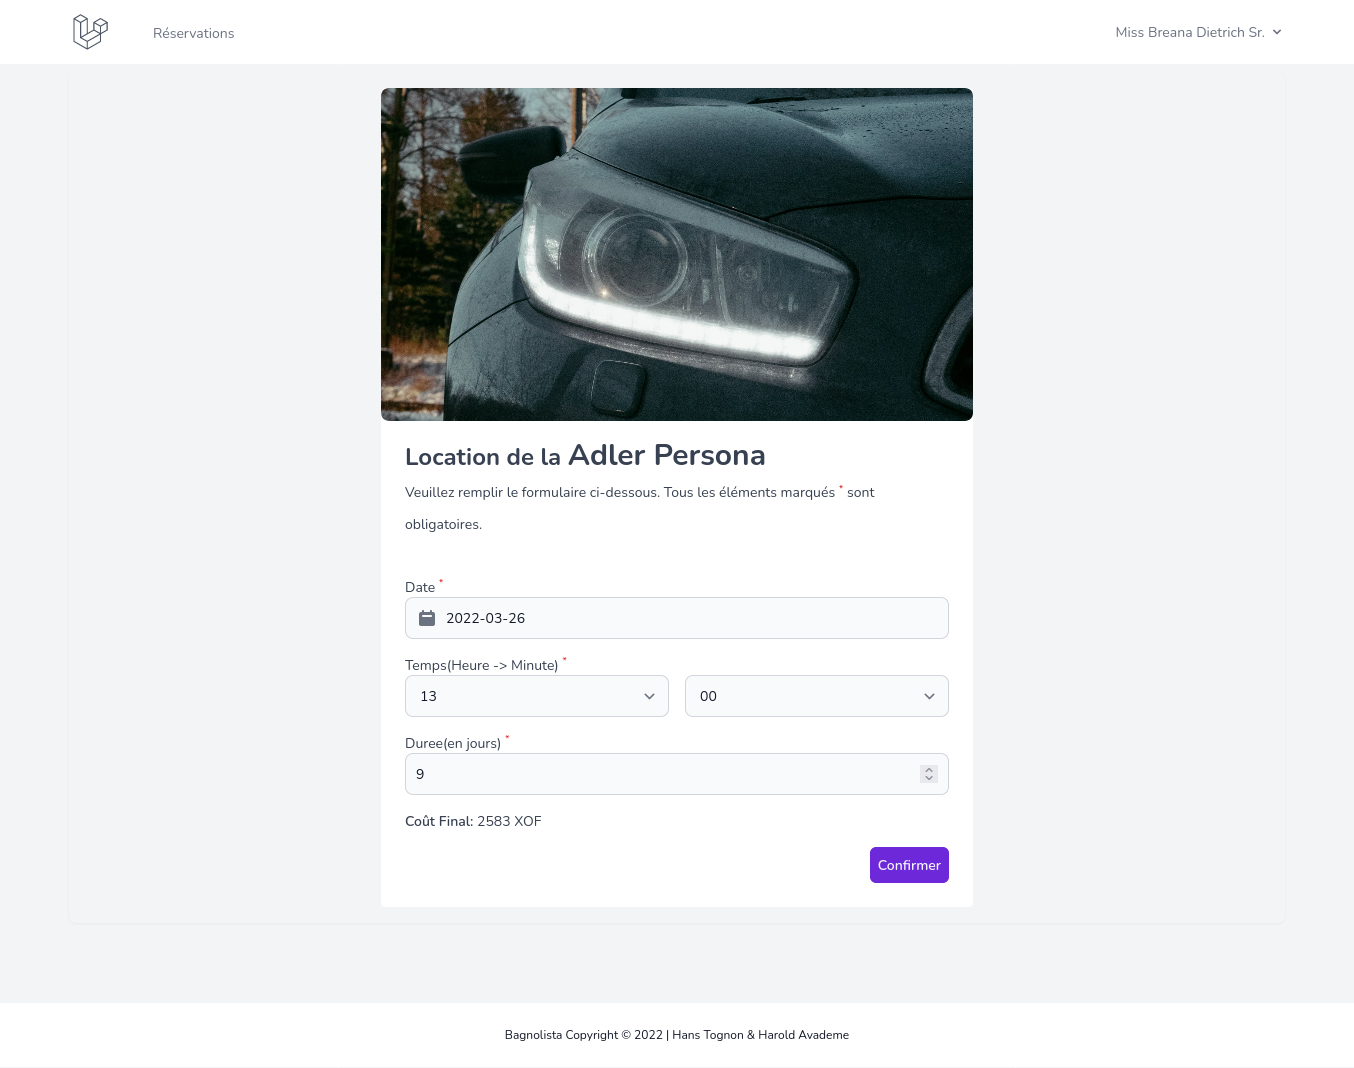 Réservations
Miss Breana Dietrich Sr.
Location de la Adler Persona
Veuillez remplir le formulaire ci-dessous. Tous les éléments marqués * sont
obligatoires.
Date *
2022-03-26
Temps(Heure -> Minute) *
13 00
Duree(en jours) *
9
Coût Final: 2583 XOF
Confirmer
Bagnolista Copyright © 2022 | Hans Tognon & Harold Avademe